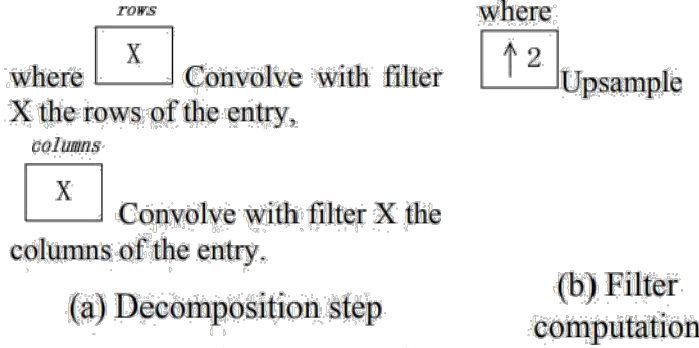 rows
where X Convolve with filter
X the rows of the entry,
columns
X Convolve with filter X the
columns of the entry.
(a) Decomposition step
where
↑ 2 Upsample
(b) Filter
computation